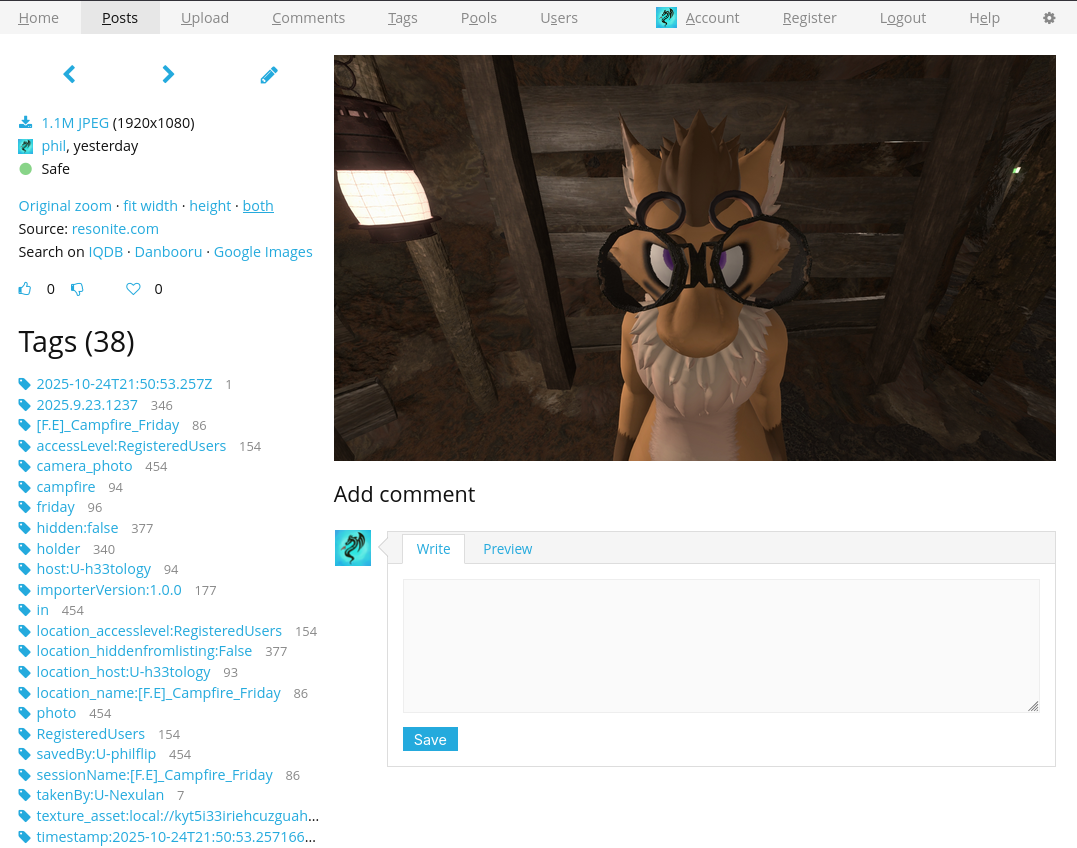 Home Posts Upload Comments Tags Pools Users Account Register Logout Help
1.1M JPEG (1920x1080)
phil, yesterday
Safe
Original zoom · fit width · height · both
Source: resonite.com
Search on IQDB · Danbooru · Google Images
0 0
Tags (38)
2025-10-24T21:50:53.257Z 1
2025.9.23.1237 346
[F.E]_Campfire_Friday 86
accessLevel:RegisteredUsers 154
camera_photo 454
campfire 94
friday 96
hidden:false 377
holder 340
host:U-h33tology 94
importerVersion:1.0.0 177
in 454
location_accesslevel:RegisteredUsers 154
location_hiddenfromlisting:False 377
location_host:U-h33tology 93
location_name:[F.E]_Campfire_Friday 86
photo 454
RegisteredUsers 154
savedBy:U-philflip 454
sessionName:[F.E]_Campfire_Friday 86
takenBy:U-Nexulan 7
texture_asset:local://kyt5i33iriehcuzguah...
timestamp:2025-10-24T21:50:53.257166...
Add comment
Write Preview
Save